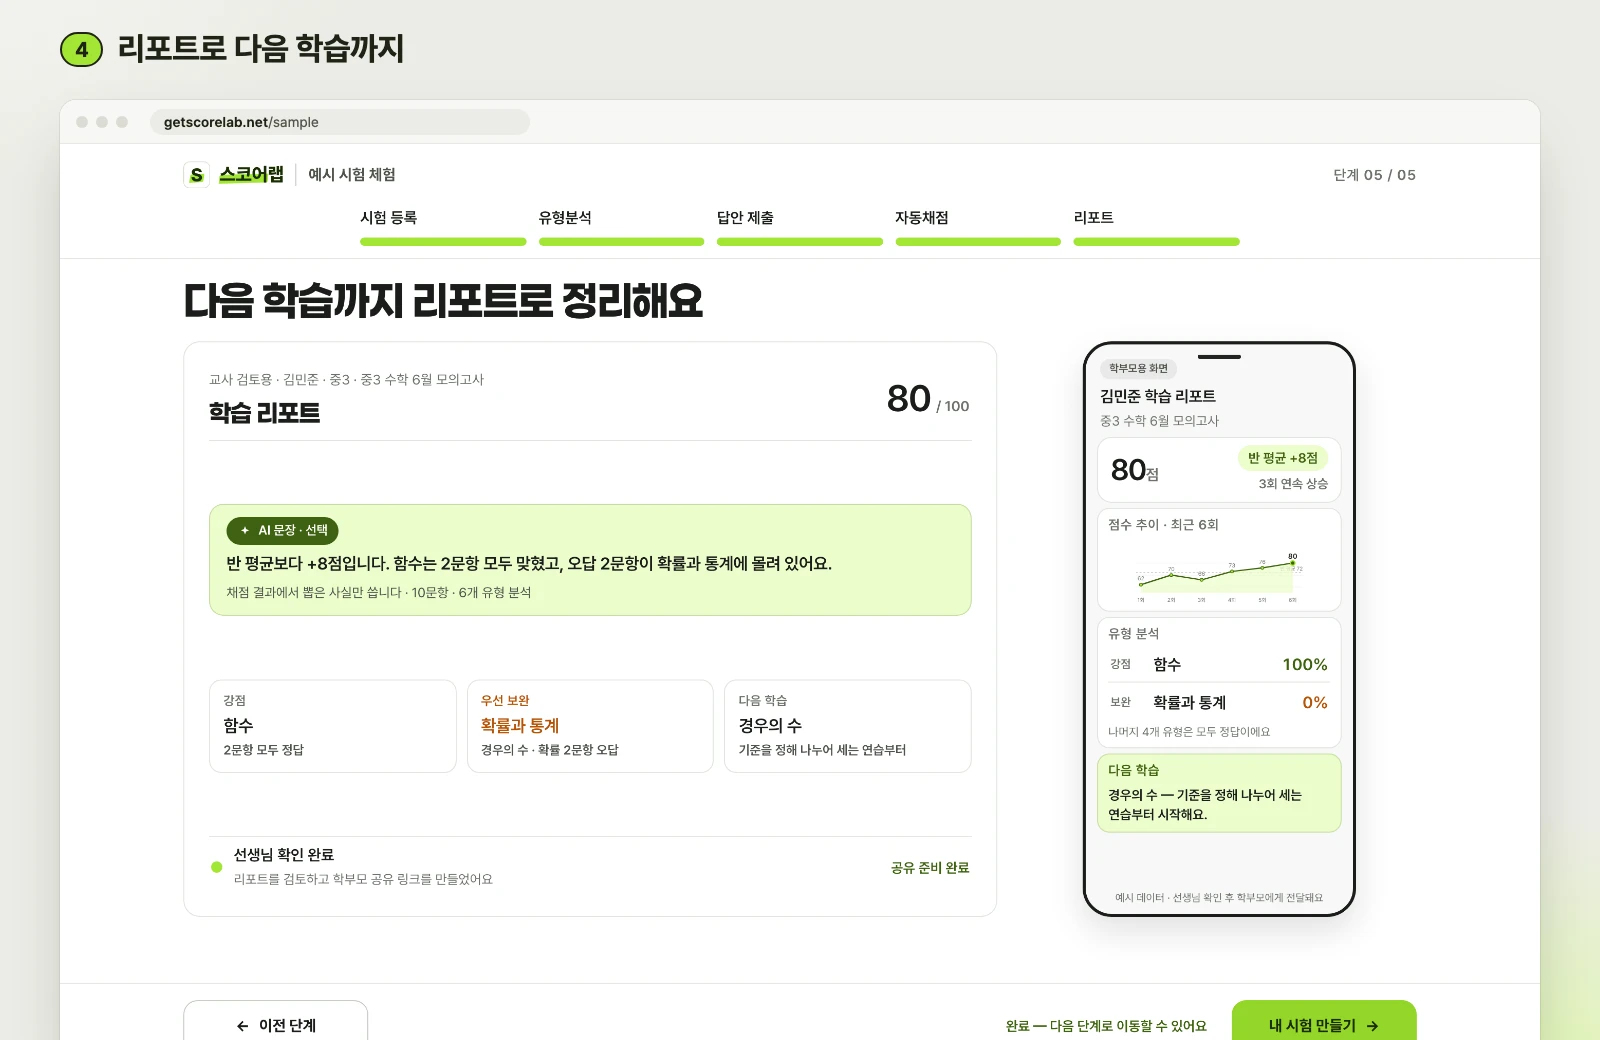 4 리포트로 다음 학습까지
getscorelab.net/sample
S 스코어랩 예시 시험 체험
단계 05 / 05
시험 등록 유형분석 답안 제출 자동채점 리포트
다음 학습까지 리포트로 정리해요
교사 검토용 · 김민준 · 중3 · 중3 수학 6월 모의고사
학습 리포트
80 / 100
AI 문장 · 선택
반 평균보다 +8점입니다. 함수는 2문항 모두 맞혔고, 오답 2문항이 확률과 통계에 몰려 있어요.
채점 결과에서 뽑은 사실만 씁니다 · 10문항 · 6개 유형 분석
강점
함수
2문항 모두 정답
우선 보완
확률과 통계
경우의 수 · 확률 2문항 오답
다음 학습
경우의 수
기준을 정해 나누어 세는 연습부터
선생님 확인 완료
리포트를 검토하고 학부모 공유 링크를 만들었어요
공유 준비 완료
학부모용 화면
김민준 학습 리포트
중3 수학 6월 모의고사
80점
반 평균 +8점
3회 연속 상승
점수 추이 · 최근 6회
62 70 68 73 76 80
72
1회 2회 3회 4회 5회 6회
유형 분석
강점 함수 100%
보완 확률과 통계 0%
나머지 4개 유형은 모두 정답이에요
다음 학습
경우의 수 — 기준을 정해 나누어 세는
연습부터 시작해요.
예시 데이터 · 선생님 확인 후 학부모에게 전달돼요
← 이전 단계
완료 — 다음 단계로 이동할 수 있어요
내 시험 만들기 →